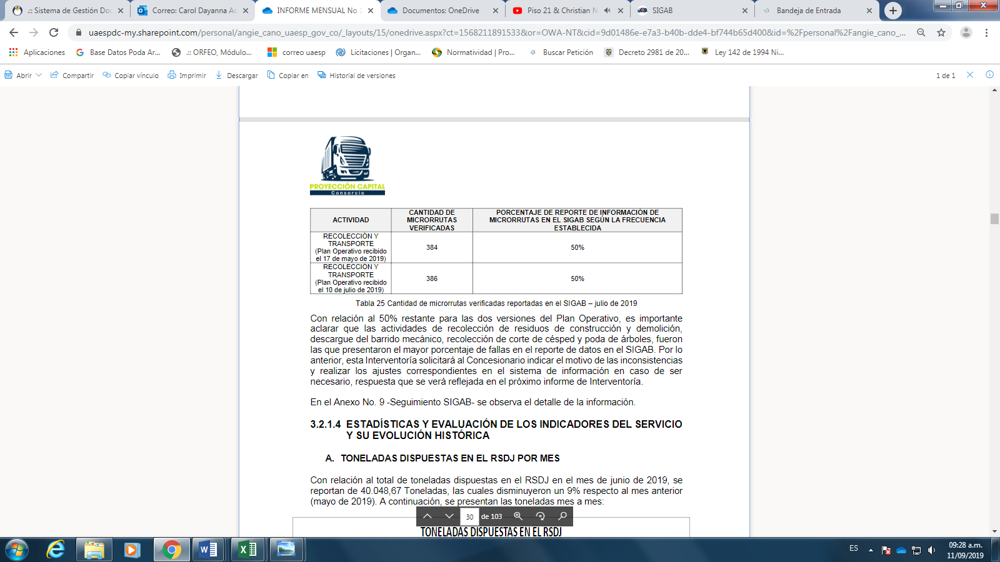 .:: Sistema de Gestión Doc
Correo: Carol Dayanna Ac
INFORME MENSUAL No 1
Documentos: OneDrive
Piso 21 & Christian N
SIGAB
Bandeja de Entrada
uaespdc-my.sharepoint.com/personal/angie_cano_uaesp_gov_co/_layouts/15/onedrive.aspx?ct=1568211891533&or=OWA-NT&cid=9d01486e-e7a3-b40b-dde4-bf744b65d400&id=%2Fpersonal%2Fangie_cano_...
Aplicaciones
Base Datos Poda Ar...
.:: ORFEO, Módulo...
correo uaesp
Licitaciones | Organ...
Normatividad | Pro...
Buscar Petición
Decreto 2981 de 20...
Ley 142 de 1994 Ni...
Abrir
Compartir
Copiar vínculo
Imprimir
Descargar
Copiar en
Historial de versiones
1 de 1
PROYECCIÓN CAPITAL
Consorcio
ACTIVIDAD
CANTIDAD DE
MICRORRUTAS
VERIFICADAS
PORCENTAJE DE REPORTE DE INFORMACIÓN DE
MICRORRUTAS EN EL SIGAB SEGÚN LA FRECUENCIA
ESTABLECIDA
RECOLECCIÓN Y
TRANSPORTE
(Plan Operativo recibido
el 17 de mayo de 2019)
384
50%
RECOLECCIÓN Y
TRANSPORTE
(Plan Operativo recibido
el 10 de julio de 2019)
386
50%
Tabla 25 Cantidad de microrrutas verificadas reportadas en el SIGAB – julio de 2019
Con relación al 50% restante para las dos versiones del Plan Operativo, es importante
aclarar que las actividades de recolección de residuos de construcción y demolición,
descargue del barrido mecánico, recolección de corte de césped y poda de árboles, fueron
las que presentaron el mayor porcentaje de fallas en el reporte de datos en el SIGAB. Por lo
anterior, esta Interventoría solicitará al Concesionario indicar el motivo de las inconsistencias
y realizar los ajustes correspondientes en el sistema de información en caso de ser
necesario, respuesta que se verá reflejada en el próximo informe de Interventoría.
En el Anexo No. 9 -Seguimiento SIGAB- se observa el detalle de la información.
3.2.1.4 ESTADÍSTICAS Y EVALUACIÓN DE LOS INDICADORES DEL SERVICIO
Y SU EVOLUCIÓN HISTÓRICA
A. TONELADAS DISPUESTAS EN EL RSDJ POR MES
Con relación al total de toneladas dispuestas en el RSDJ en el mes de junio de 2019, se
reportan de 40.048,67 Toneladas, las cuales disminuyeron un 9% respecto al mes anterior
(mayo de 2019). A continuación, se presentan las toneladas mes a mes:
30 de 103
TONELADAS DISPUESTAS EN EL RSDJ
ES
09:28 a.m.
11/09/2019